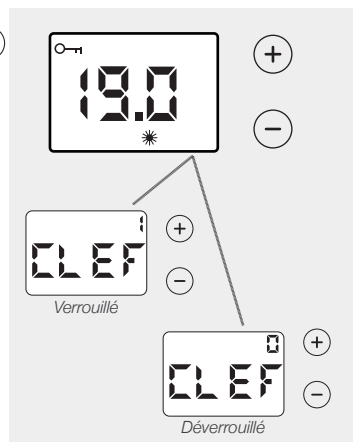 19.0
+
−
1
CLEF
+
−
Verrouillé
0
CLEF
+
−
Déverrouillé